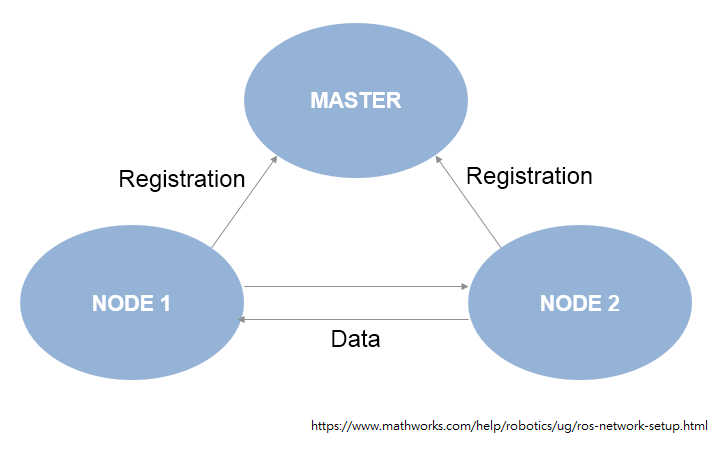 MASTER
Registration
Registration
NODE 1
NODE 2
Data
https://www.mathworks.com/help/robotics/ug/ros-network-setup.html